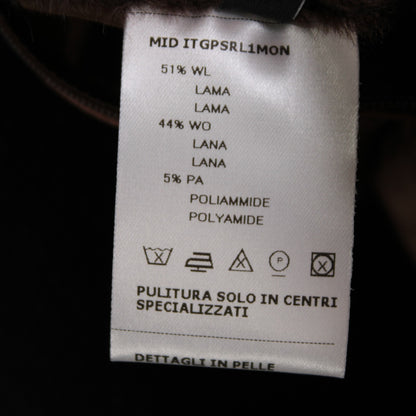 MID ITGPSRL1MON
51% WL
LAMA
LAMA
44% WO
LANA
LANA
5% PA
POLIAMMIDE
POLYAMIDE
P
PULITURA SOLO IN CENTRI
SPECIALIZZATI
DETTAGLI IN PELLE